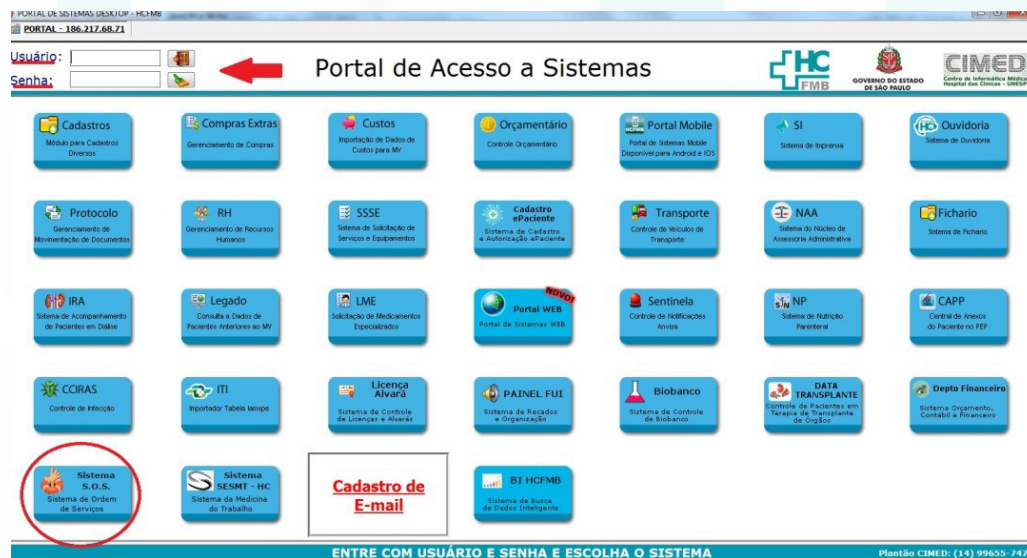 PORTAL DE SISTEMAS DESKTOP - HCFMB
PORTAL - 186.217.68.71
Usuário:
Senha:
Portal de Acesso a Sistemas
HC
FMB
GOVERNO DO ESTADO
DE SÃO PAULO
CIMED
Centro de Informática Médica
Hospital das Clínicas - UNESP
Cadastros
Módulo para Cadastros
Diversos
Compras Extras
Gerenciamento de Compras
Custos
Importação de Dados de
Custos para MV
Orçamentário
Controle Orçamentário
Portal Mobile
Portal de Sistemas Mobile
Disponível para Android e IOS
SI
Sistema de Imprensa
Ouvidoria
Sistema de Ouvidoria
Protocolo
Gerenciamento de
Movimentação de Documentos
RH
Gerenciamento de Recursos
Humanos
SSSE
Sistema de Solicitação de
Serviços e Equipamentos
Cadastro
ePaciente
Sistema de Cadastro
e Autorização ePaciente
Transporte
Controle de Veículos de
Transporte
NAA
Sistema do Núcleo de
Assessoria Administrativa
Fichario
Sistema de Fichario
IRA
Sistema de Acompanhamento
de Pacientes em Diálise
Legado
Consulta a Dados de
Pacientes Anteriores ao MV
LME
Solicitação de Medicamentos
Especializados
NOVO!
Portal WEB
Portal de Sistemas WEB
Sentinela
Controle de Notificações
Anvisa
NP
Sistema de Nutrição
Parenteral
CAPP
Central de Anexos
do Paciente no PEP
CCIRAS
Controle de Infecção
ITI
Importador Tabela Iamspe
Licença
Alvará
Sistema de Controle
de Licenças e Alvarás
PAINEL FUI
Sistema de Recados
e Organização
Biobanco
Sistema de Controle
de Biobanco
DATA
TRANSPLANTE
Controle de Pacientes em
Terapia de Transplante
de Órgãos
Depto Financeiro
Sistema Orçamento,
Contábil e Financeiro
Sistema
S.O.S.
Sistema de Ordem
de Serviços
Sistema
SESMT - HC
Sistema da Medicina
do Trabalho
Cadastro de
E-mail
BI HCFMB
Sistema de Busca
de Dados Inteligente
ENTRE COM USUÁRIO E SENHA E ESCOLHA O SISTEMA
Plantão CIMED: (14) 99655-747